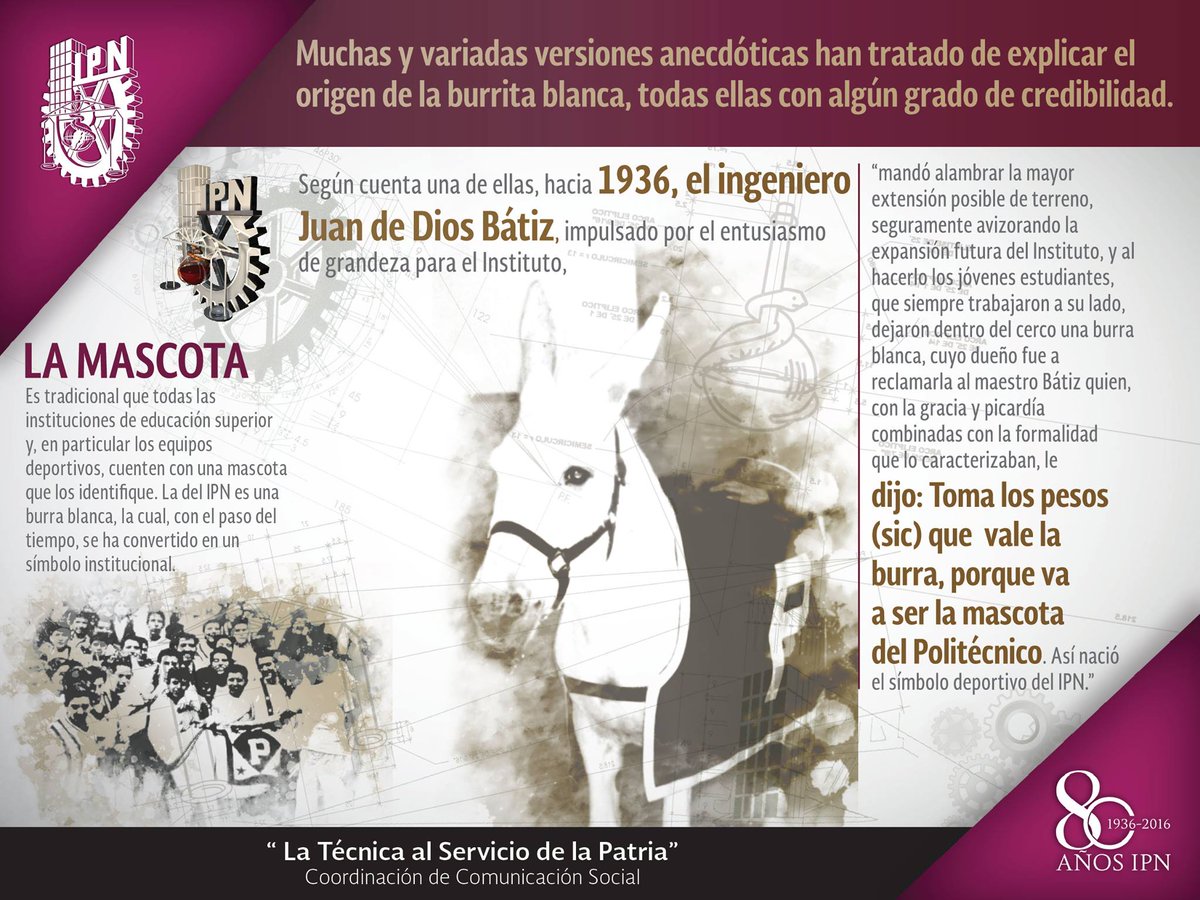 IPN
Muchas y variadas versiones anecdóticas han tratado de explicar el
origen de la burrita blanca, todas ellas con algún grado de credibilidad.
IPN
LA MASCOTA
Es tradicional que todas las
instituciones de educación superior
y, en particular los equipos
deportivos, cuenten con una mascota
que los identifique. La del IPN es una
burra blanca, la cual, con el paso del
tiempo, se ha convertido en un
símbolo institucional.
Según cuenta una de ellas, hacia 1936, el ingeniero
Juan de Dios Bátiz, impulsado por el entusiasmo
de grandeza para el Instituto,
“mandó alambrar la mayor
extensión posible de terreno,
seguramente avizorando la
expansión futura del Instituto, y al
hacerlo los jóvenes estudiantes,
que siempre trabajaron a su lado,
dejaron dentro del cerco una burra
blanca, cuyo dueño fue a
reclamarla al maestro Bátiz quien,
con la gracia y picardía
combinadas con la formalidad
que lo caracterizaban, le
dijo: Toma los pesos
(sic) que vale la
burra, porque va
a ser la mascota
del Politécnico. Así nació
el símbolo deportivo del IPN.”
P
“ La Técnica al Servicio de la Patria”
Coordinación de Comunicación Social
80
1936-2016
AÑOS IPN